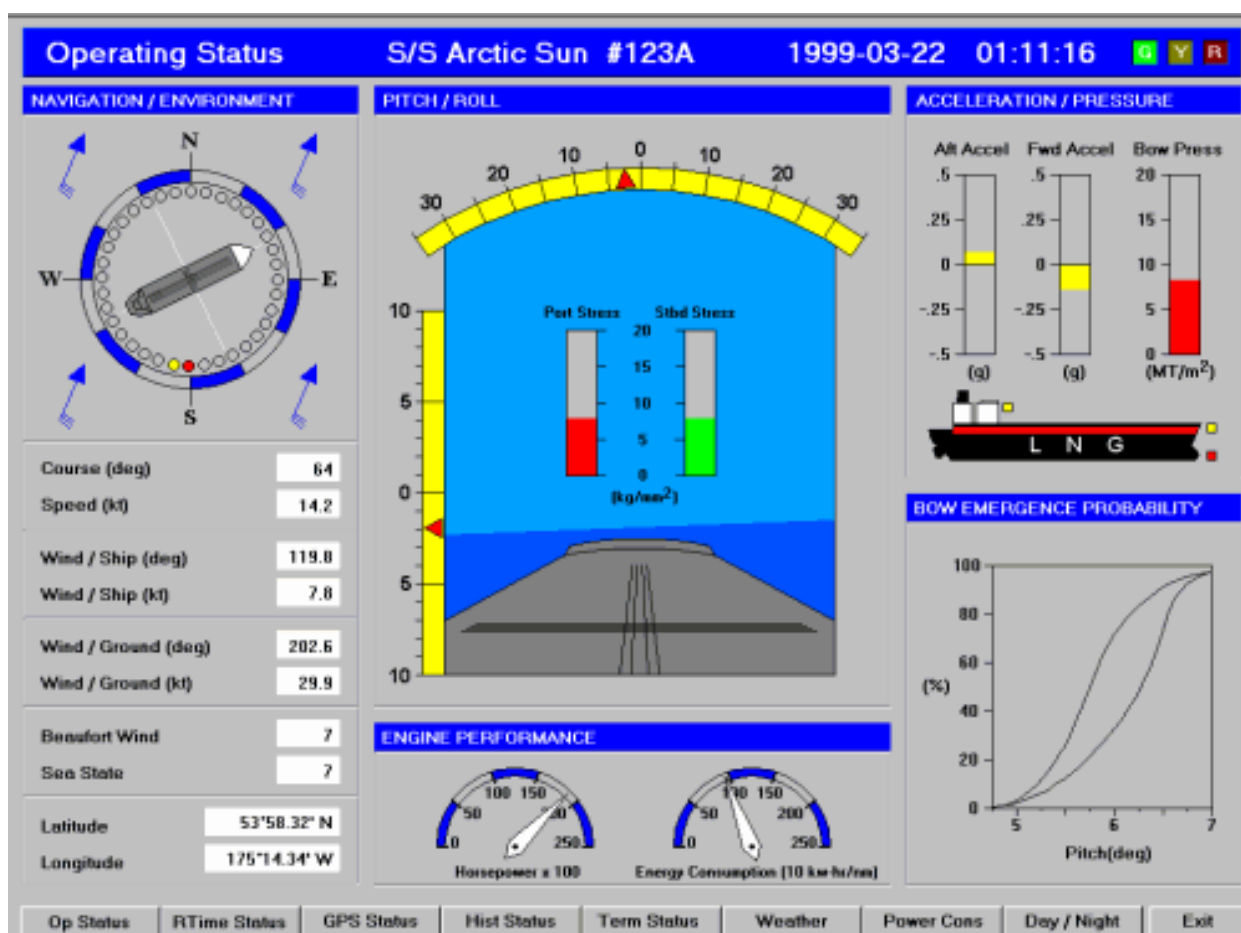 Operating Status S/S Arctic Sun #123A 1999-03-22 01:11:16 G Y R
NAVIGATION / ENVIRONMENT
N
W E
S
Course (deg) 64
Speed (kt) 14.2
Wind / Ship (deg) 119.8
Wind / Ship (kt) 7.8
Wind / Ground (deg) 202.6
Wind / Ground (kt) 29.9
Beaufort Wind 7
Sea State 7
Latitude 53°58.32' N
Longitude 175°14.34' W
PITCH / ROLL
30 20 10 0 10 20 30
10
5
0
5
10
Port Stress Stbd Stress
20
15
10
5
0
(kg/mm²)
ENGINE PERFORMANCE
0 50 100 150 200 250
Horsepower x 100
0 50 100 150 200 250
Energy Consumption (10 kw-hr/nm)
ACCELERATION / PRESSURE
Aft Accel Fwd Accel Bow Press
.5 .5 20
.25 .25 15
0 0 10
-.25 -.25 5
-.5 -.5 0
(g) (g) (MT/m²)
L N G
BOW EMERGENCE PROBABILITY
100
80
60
(%)
40
20
0
5 6 7
Pitch(deg)
Op Status RTime Status GPS Status Hist Status Term Status Weather Power Cons Day / Night Exit